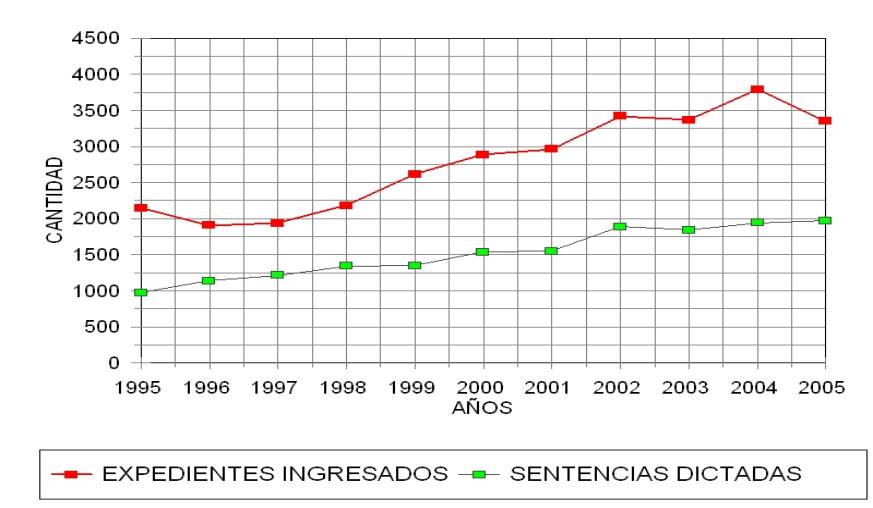 4500
4000
3500
3000
2500
2000
1500
1000
500
0
CANTIDAD
1995 1996 1997 1998 1999 2000 2001 2002 2003 2004 2005
AÑOS
EXPEDIENTES INGRESADOS SENTENCIAS DICTADAS